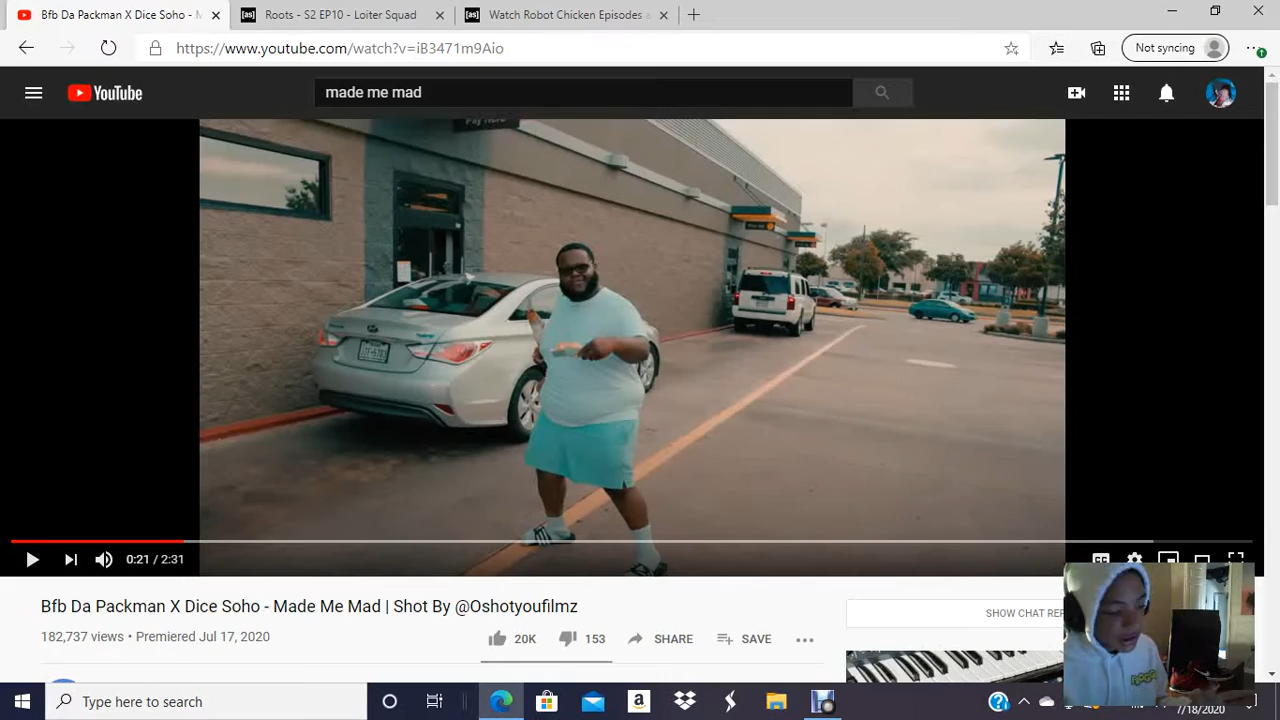 Bfb Da Packman X Dice Soho - M
Roots - S2 EP10 - Loiter Squad
Watch Robot Chicken Episodes a
https://www.youtube.com/watch?v=iB3471m9Aio
Not syncing
YouTube
made me mad
0:21 / 2:31
Bfb Da Packman X Dice Soho - Made Me Mad | Shot By @Oshotyoufilmz
SHOW CHAT REP
182,737 views • Premiered Jul 17, 2020
20K
153
SHARE
SAVE
Type here to search
7/18/2020